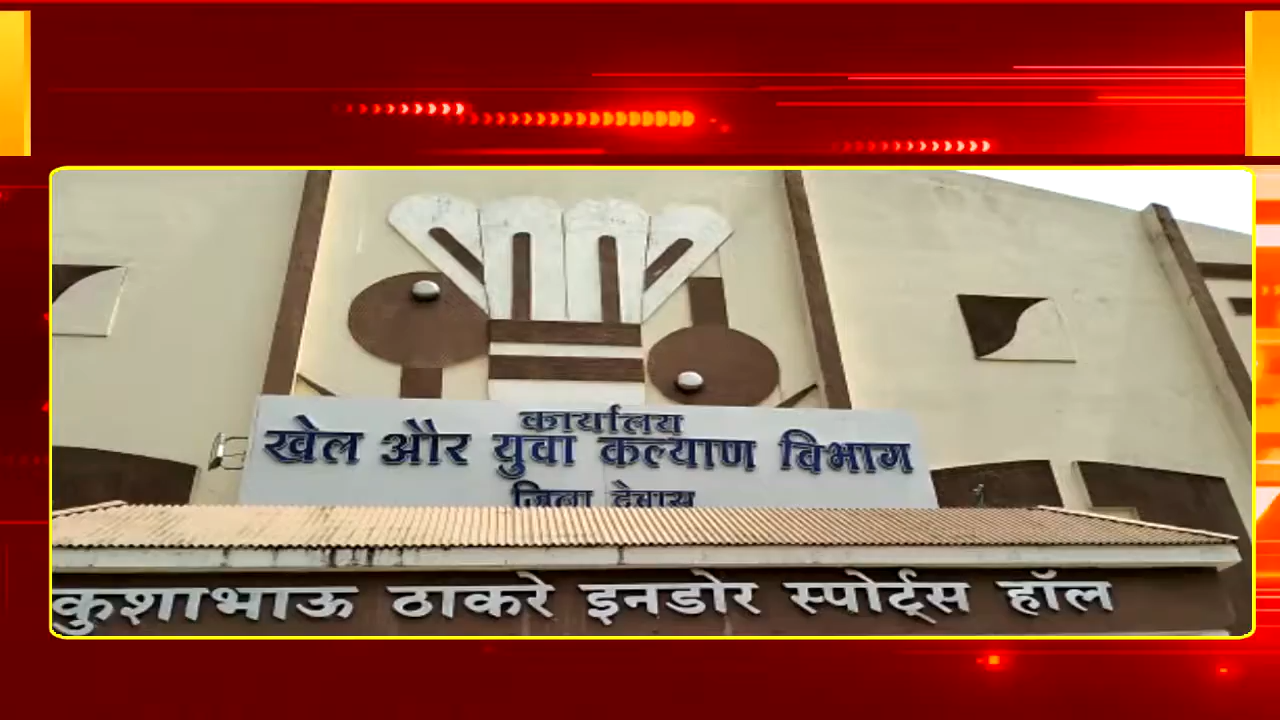 कार्यालय
खेल और युवा कल्याण विभाग
जिला देवास
कुशाभाऊ ठाकरे इनडोर स्पोर्ट्स हॉल